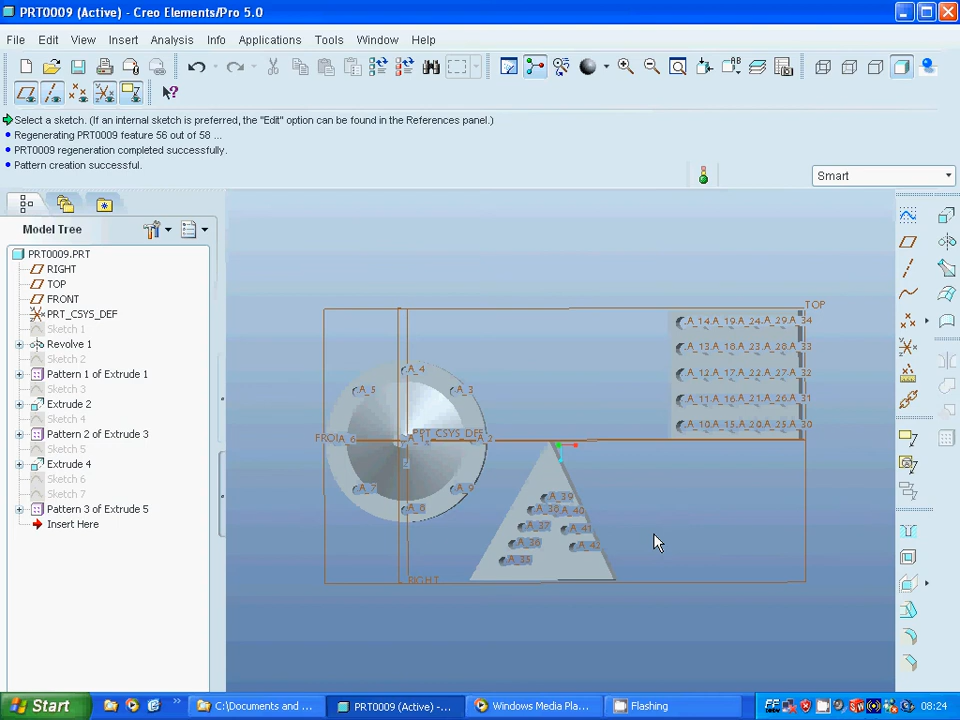 PRT0009 (Active) - Creo Elements/Pro 5.0
File Edit View Insert Analysis Info Applications Tools Window Help
Select a sketch. (If an internal sketch is preferred, the "Edit" option can be found in the References panel.)
Regenerating PRT0009 feature 56 out of 58 ...
PRT0009 regeneration completed successfully.
Pattern creation successful.
Smart
Model Tree
PRT0009.PRT
RIGHT
TOP
FRONT
PRT_CSYS_DEF
Sketch 1
Revolve 1
Sketch 2
Pattern 1 of Extrude 1
Sketch 3
Extrude 2
Sketch 4
Pattern 2 of Extrude 3
Sketch 5
Extrude 4
Sketch 6
Sketch 7
Pattern 3 of Extrude 5
Insert Here
TOP
A_14 A_19 A_24 A_29 A_34
A_13 A_18 A_23 A_28 A_33
A_12 A_17 A_22 A_27 A_32
A_11 A_16 A_21 A_26 A_31
A_10 A_15 A_20 A_25 A_30
A_4
A_5 A_3
PRT_CSYS_DEF
A_6 A_1 A_2
A_7 A_9
A_8
A_39
A_38 A_40
A_37 A_41
A_36 A_42
A_35
RIGHT
Start C:\Documents and ... PRT0009 (Active) -... Windows Media Pla... Flashing 08:24